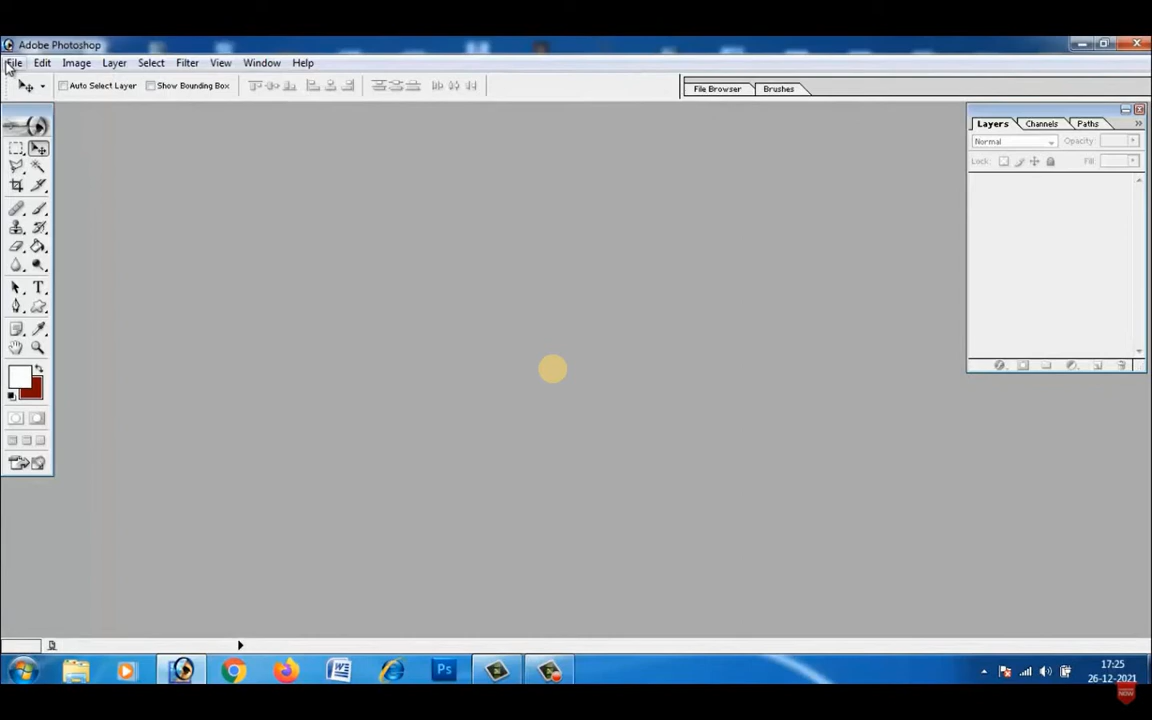 Adobe Photoshop
File Edit Image Layer Select Filter View Window Help
Auto Select Layer Show Bounding Box File Browser Brushes
Layers Channels Paths
Normal Opacity:
Lock: Fill:
T
W
Ps
17:25
26-12-2021